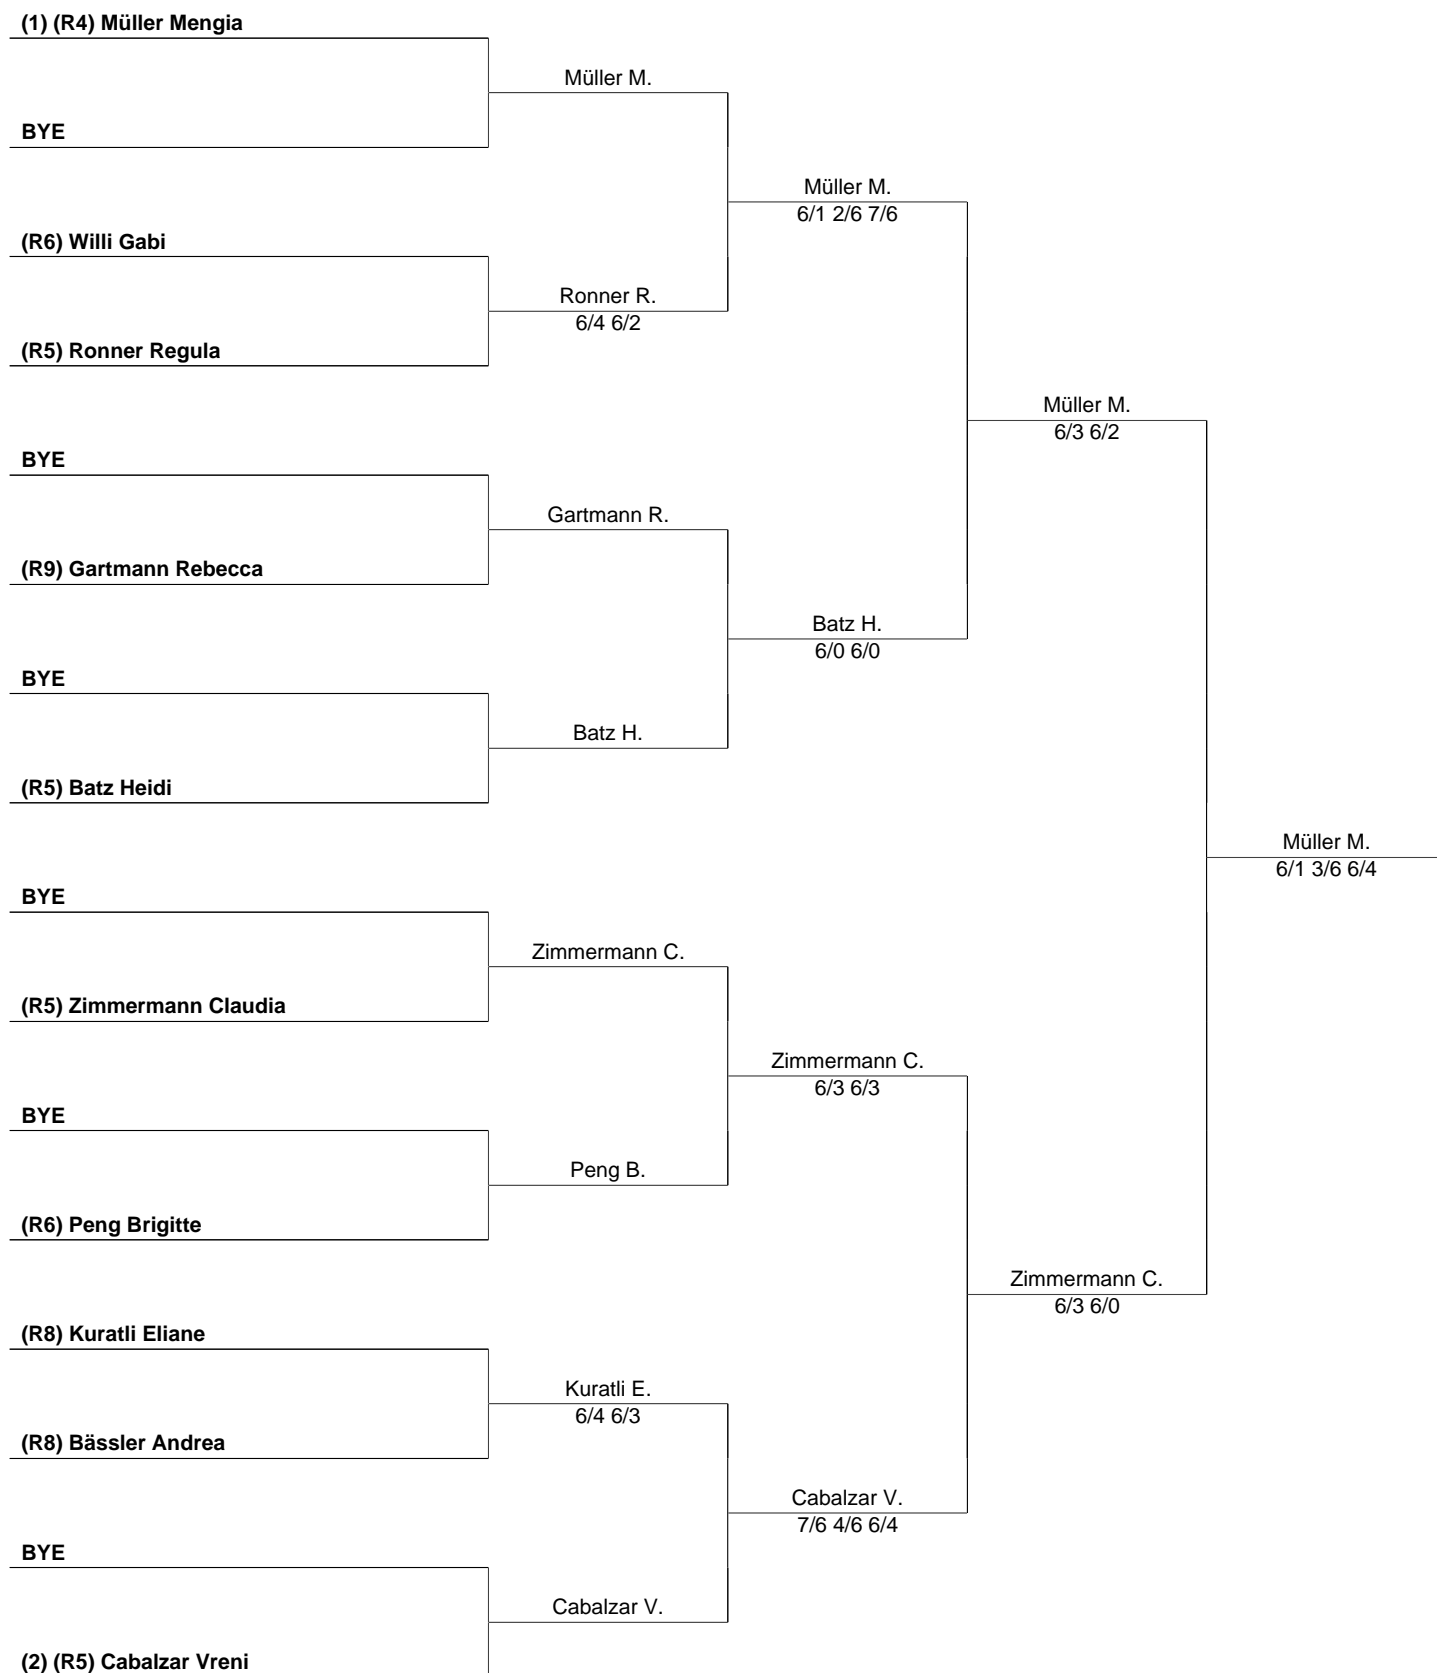 (1) (R4) Müller Mengia
Müller M.
BYE
Müller M.
6/1 2/6 7/6
(R6) Willi Gabi
Ronner R.
6/4 6/2
(R5) Ronner Regula
Müller M.
6/3 6/2
BYE
Gartmann R.
(R9) Gartmann Rebecca
Batz H.
6/0 6/0
BYE
Batz H.
(R5) Batz Heidi
Müller M.
6/1 3/6 6/4
BYE
Zimmermann C.
(R5) Zimmermann Claudia
Zimmermann C.
6/3 6/3
BYE
Peng B.
(R6) Peng Brigitte
Zimmermann C.
6/3 6/0
(R8) Kuratli Eliane
Kuratli E.
6/4 6/3
(R8) Bässler Andrea
Cabalzar V.
7/6 4/6 6/4
BYE
Cabalzar V.
(2) (R5) Cabalzar Vreni